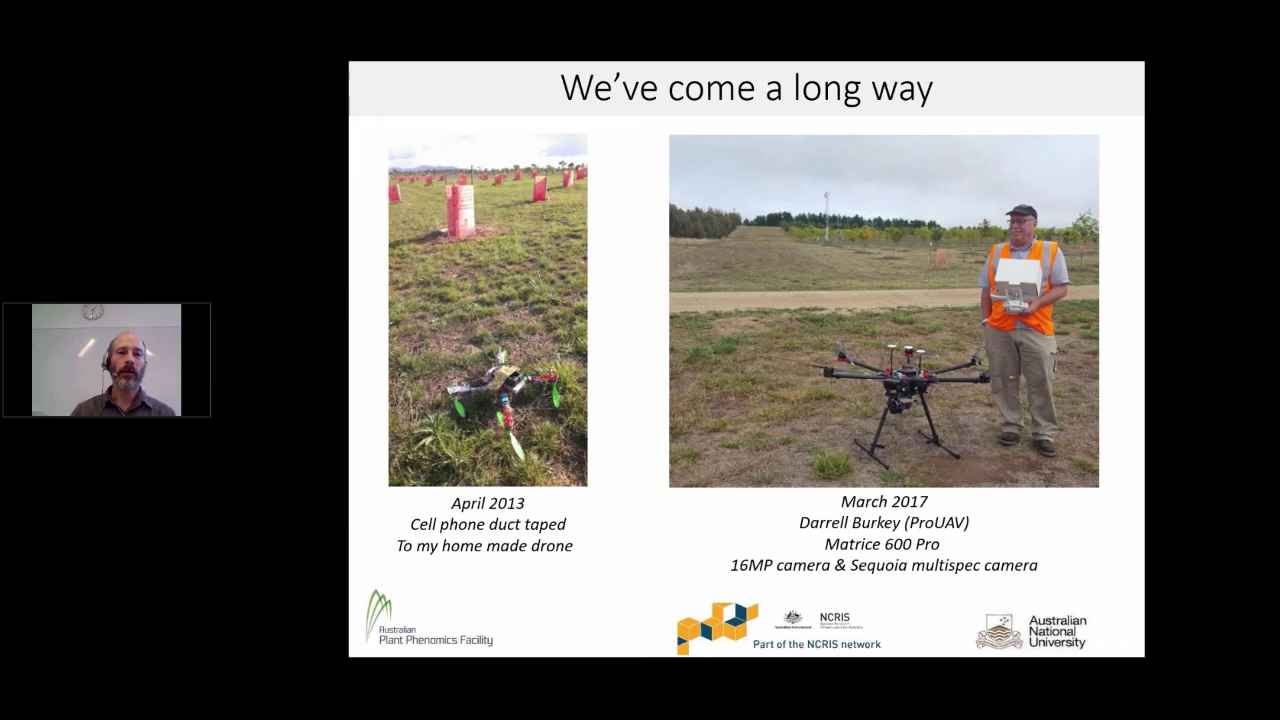 We've come a long way
April 2013
Cell phone duct taped
To my home made drone
March 2017
Darrell Burkey (ProUAV)
Matrice 600 Pro
16MP camera & Sequoia multispec camera
Australian
Plant Phenomics Facility
Australian Government
NCRIS
Part of the NCRIS network
Australian
National
University